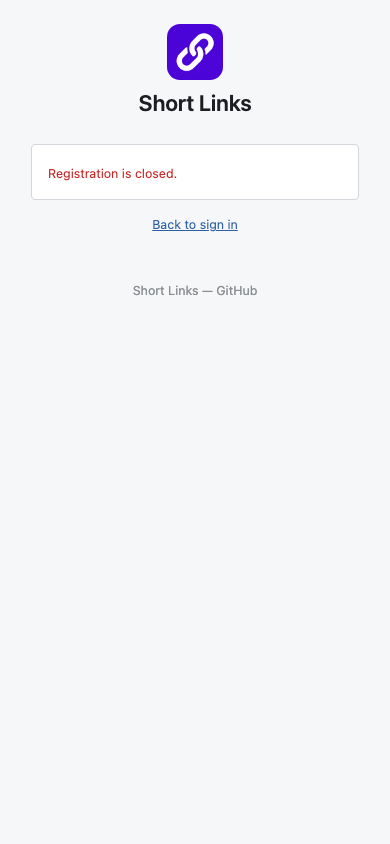 Short Links
Registration is closed.
Back to sign in
Short Links — GitHub